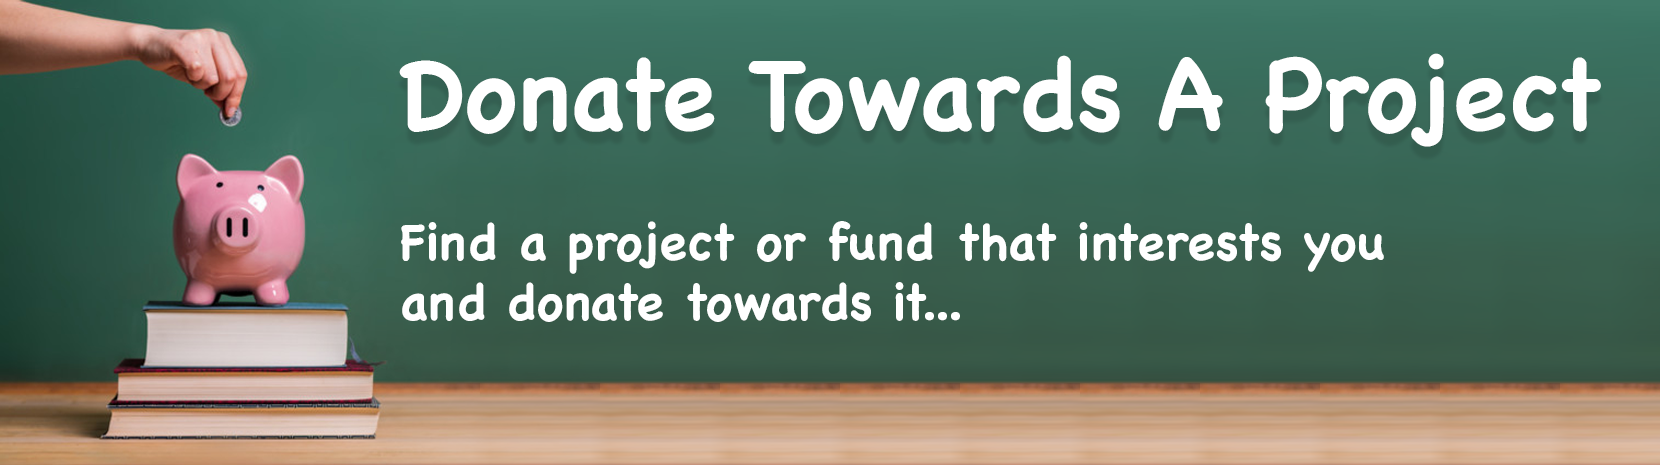 Donate Towards A Project
Find a project or fund that interests you
and donate towards it...